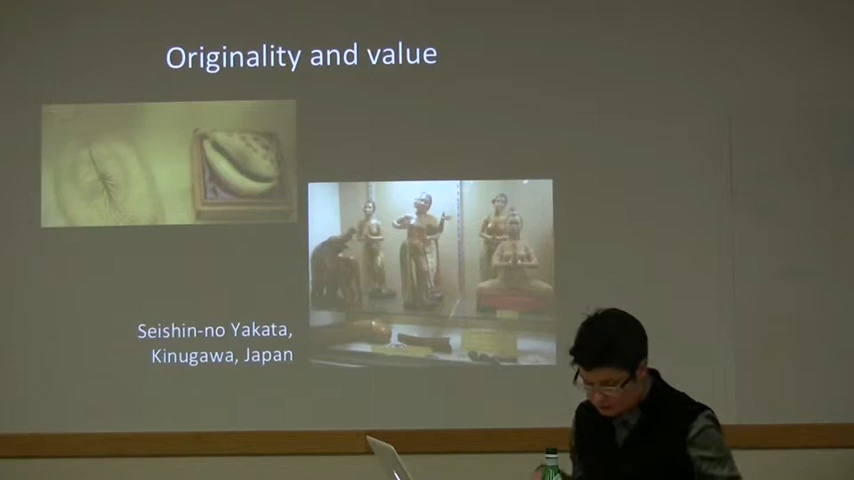 Originality and value
Seishin-no Yakata,
Kinugawa, Japan